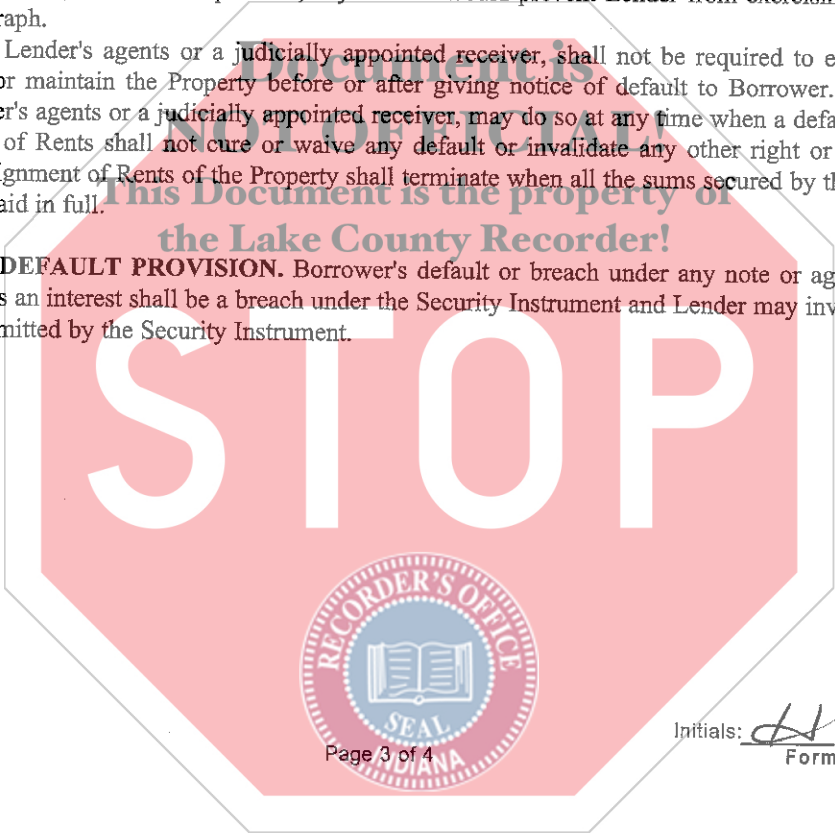 raph.
Lender's agents or a judicially appointed receiver, shall not be required to e
or maintain the Property before or after giving notice of default to Borrower.
er's agents or a judicially appointed receiver, may do so at any time when a defa
of Rents shall not cure or waive any default or invalidate any other right or
ignment of Rents of the Property shall terminate when all the sums secured by th
aid in full.
Document is
NOT OFFICIAL!
This Document is the property of
the Lake County Recorder!
DEFAULT PROVISION. Borrower's default or breach under any note or ag
s an interest shall be a breach under the Security Instrument and Lender may inv
mitted by the Security Instrument.
STOP
RECORDER'S OFFICE
SEAL
INDIANA
Initials:
Page 3 of 4
Form